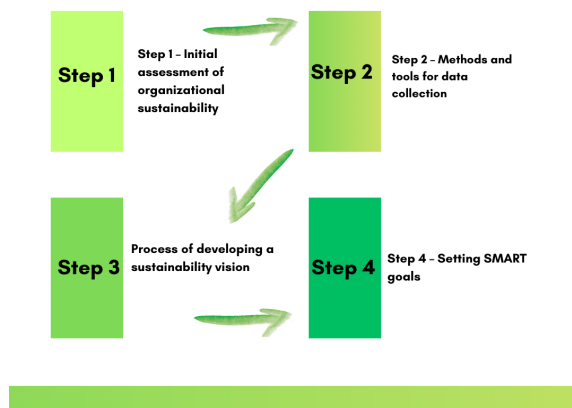 Step 1
Step 1 – Initial
assessment of
organizational
sustainability
Step 2
Step 2 – Methods and
tools for data
collection
Step 3
Process of developing a
sustainability vision
Step 4
Step 4 – Setting SMART
goals